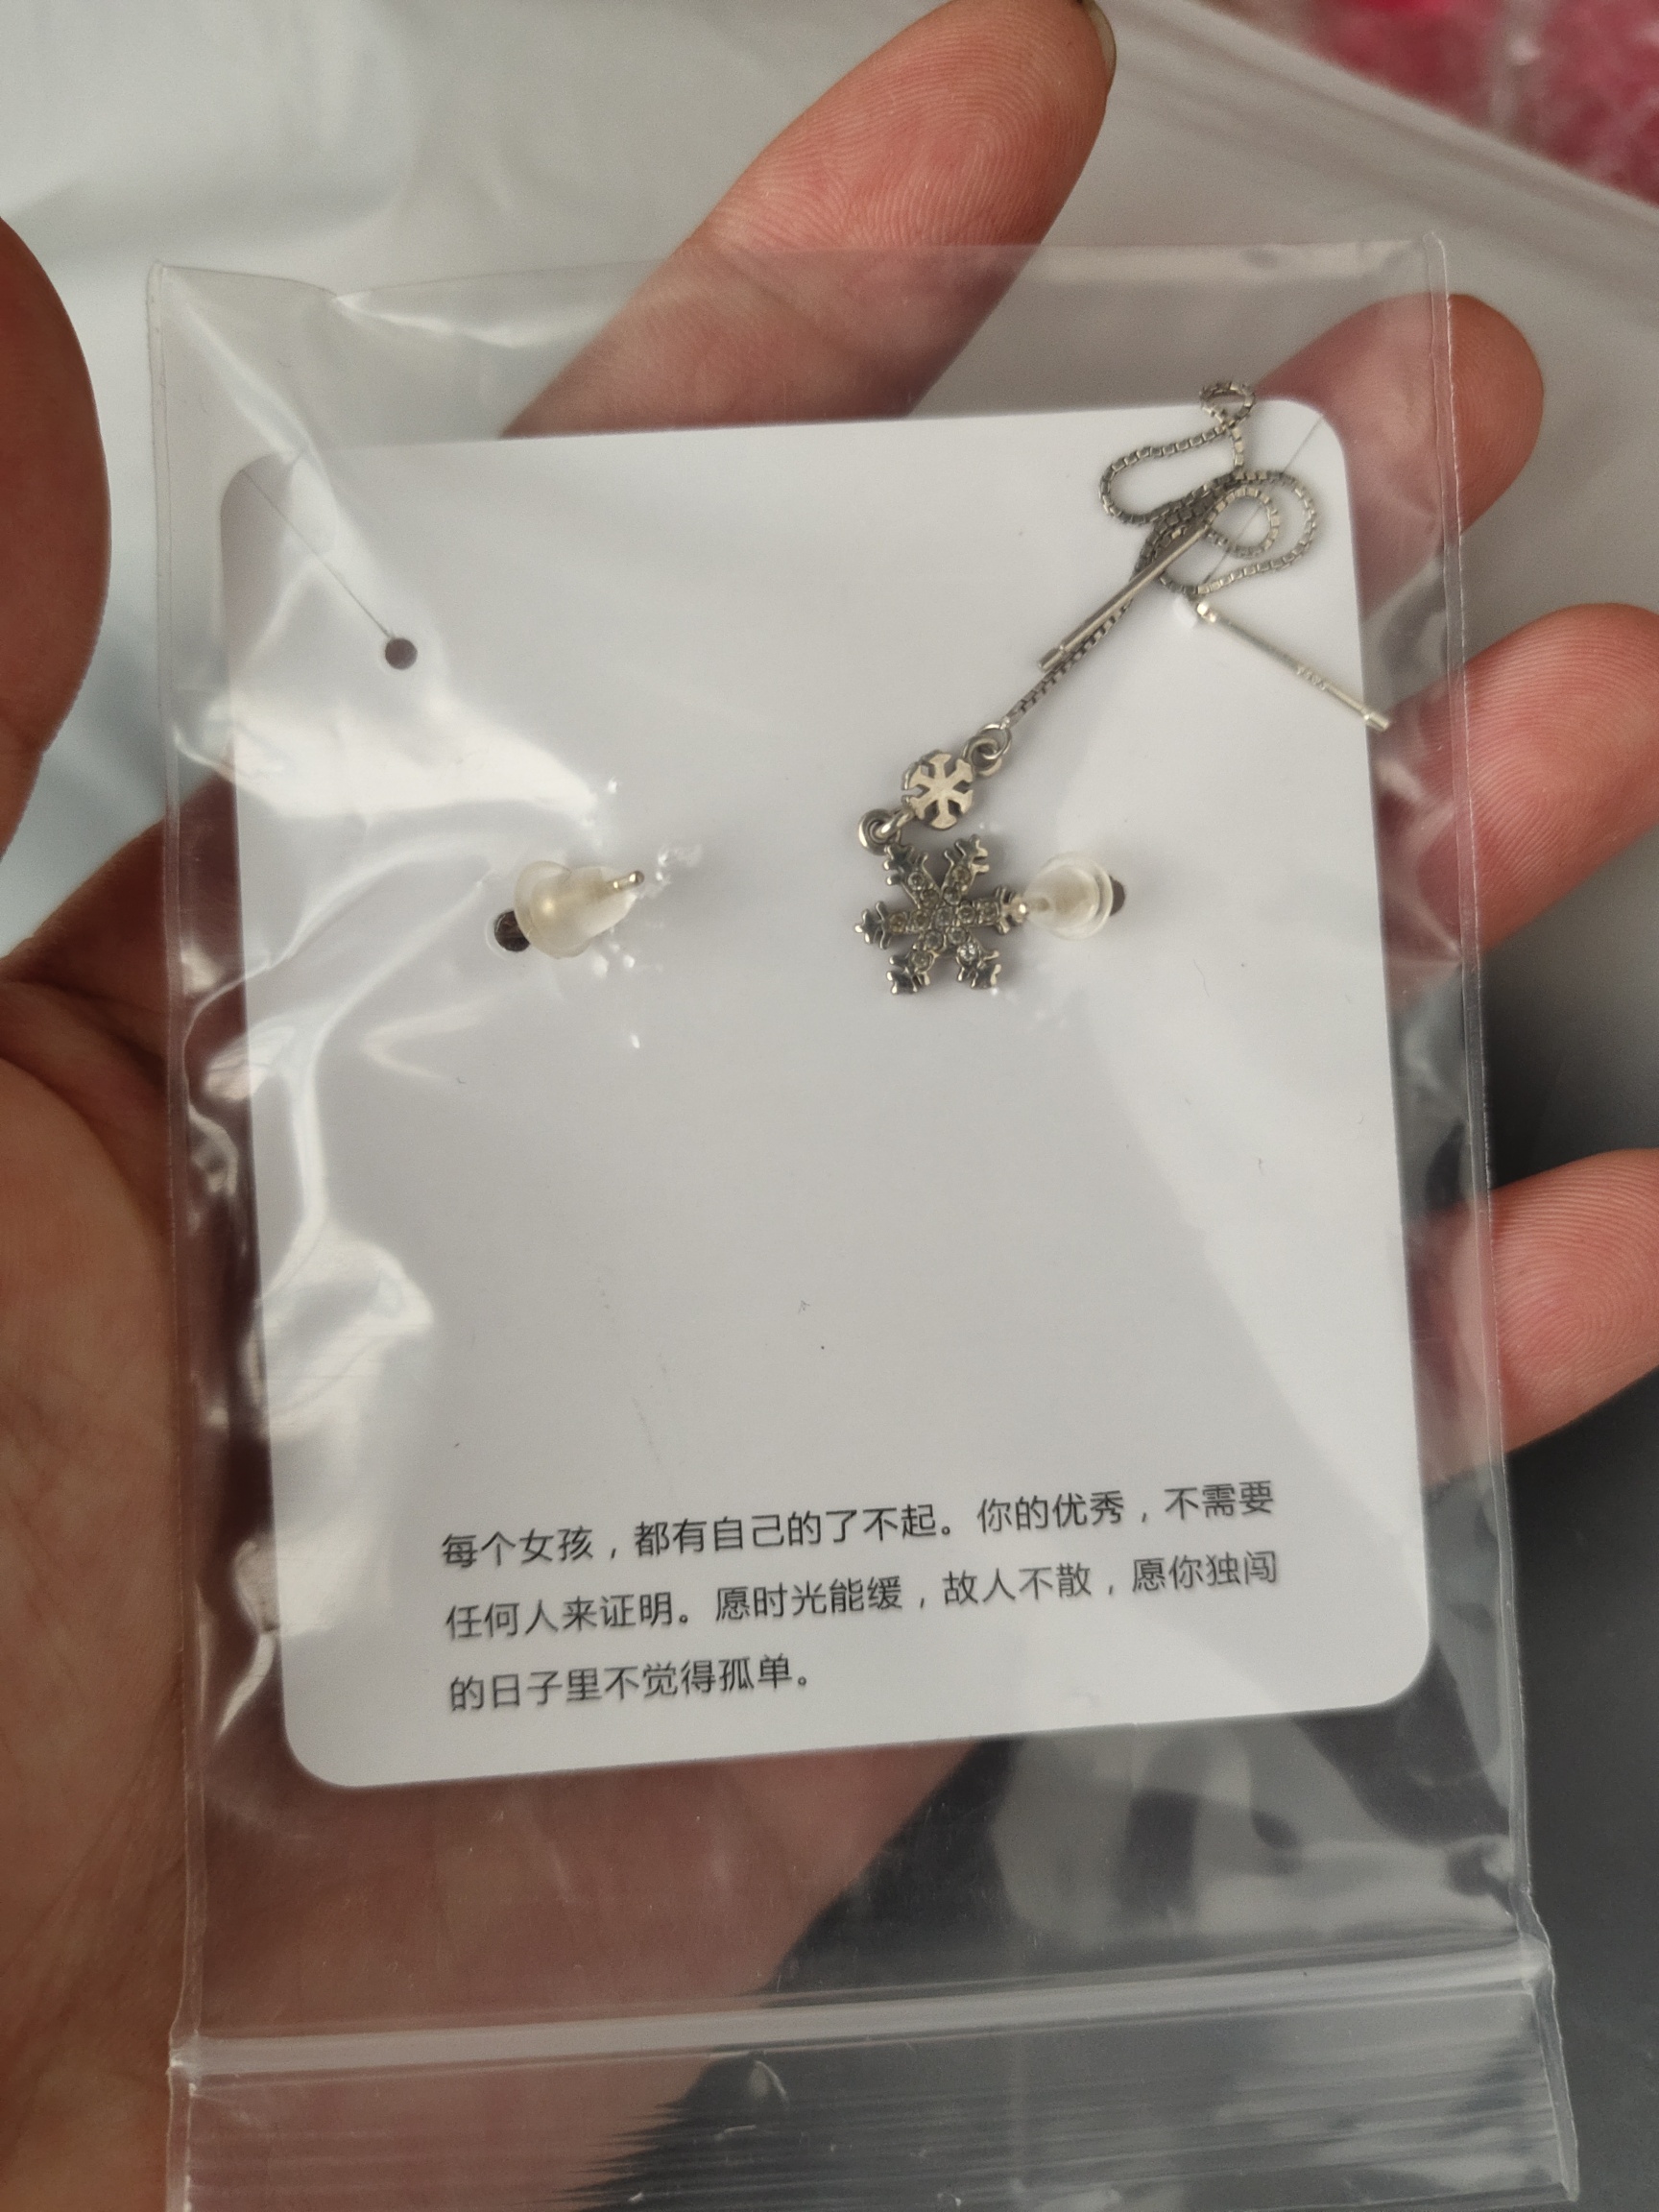 每个女孩，都有自己的了不起。你的优秀，不需要
任何人来证明。愿时光能缓，故人不散，愿你独闯
的日子里不觉得孤单。